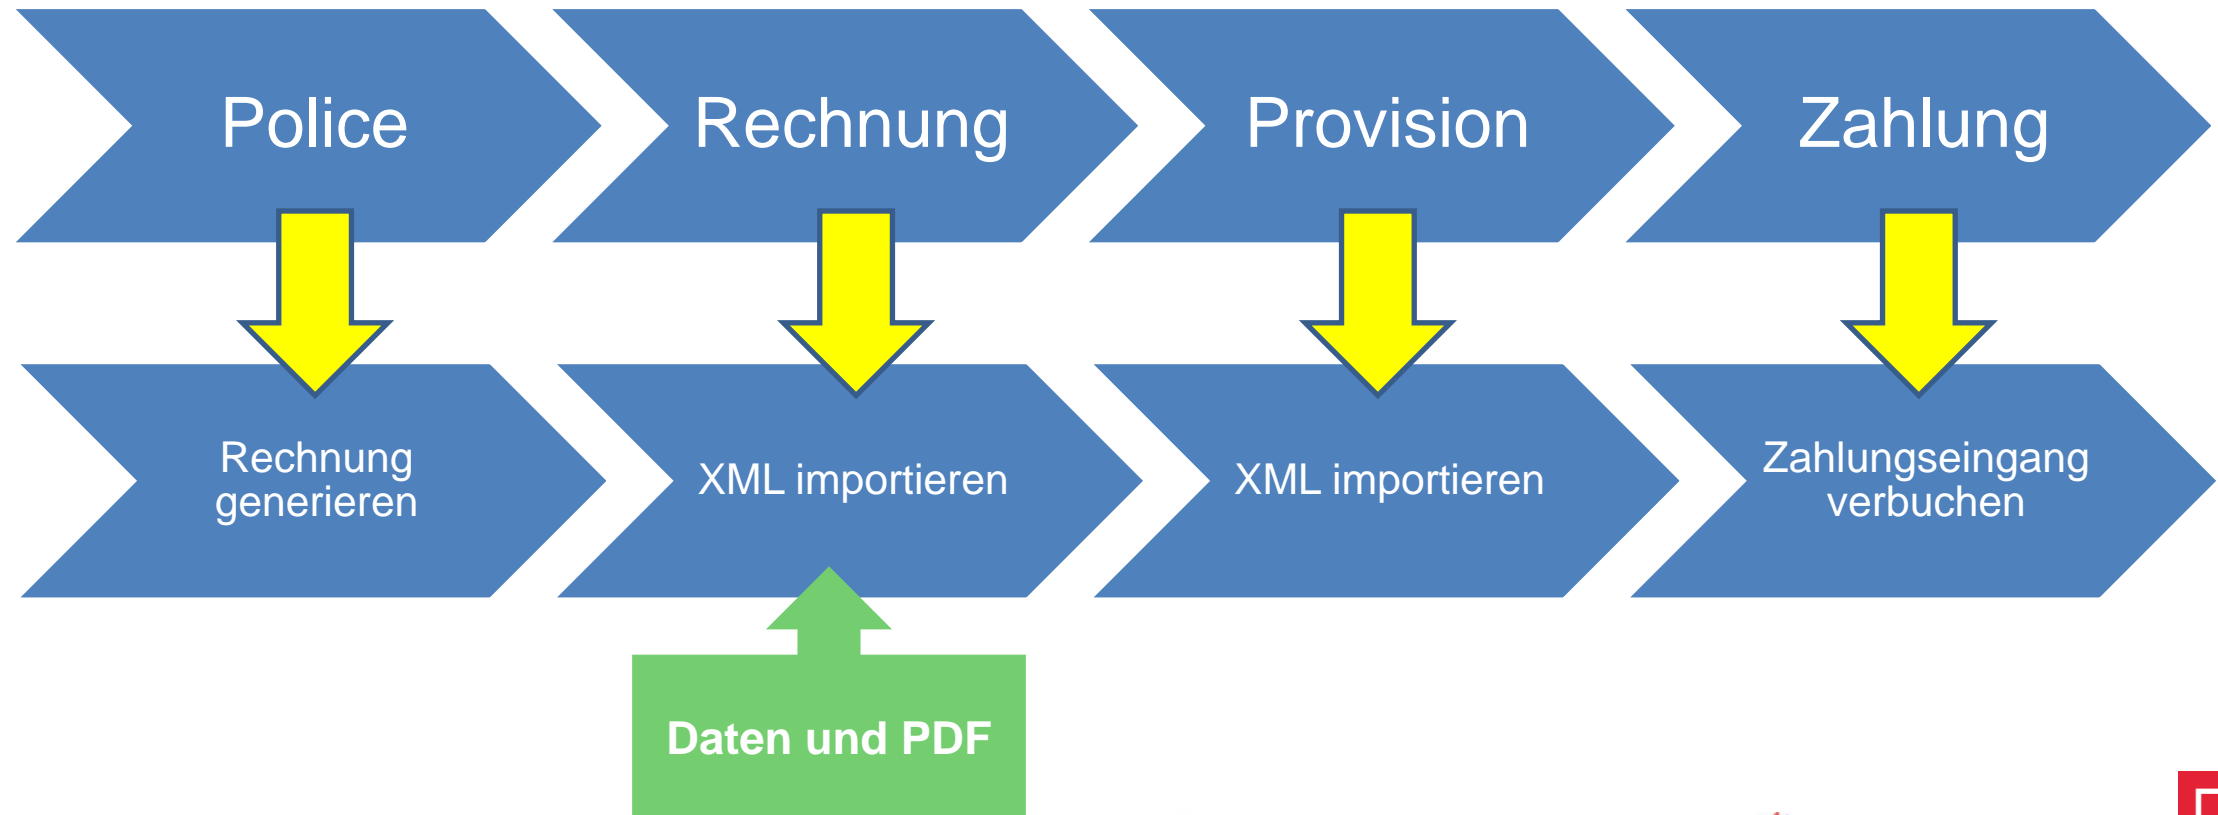 Police
Rechnung
Provision
Zahlung
Rechnung
generieren
XML importieren
XML importieren
Zahlungseingang
verbuchen
Daten und PDF